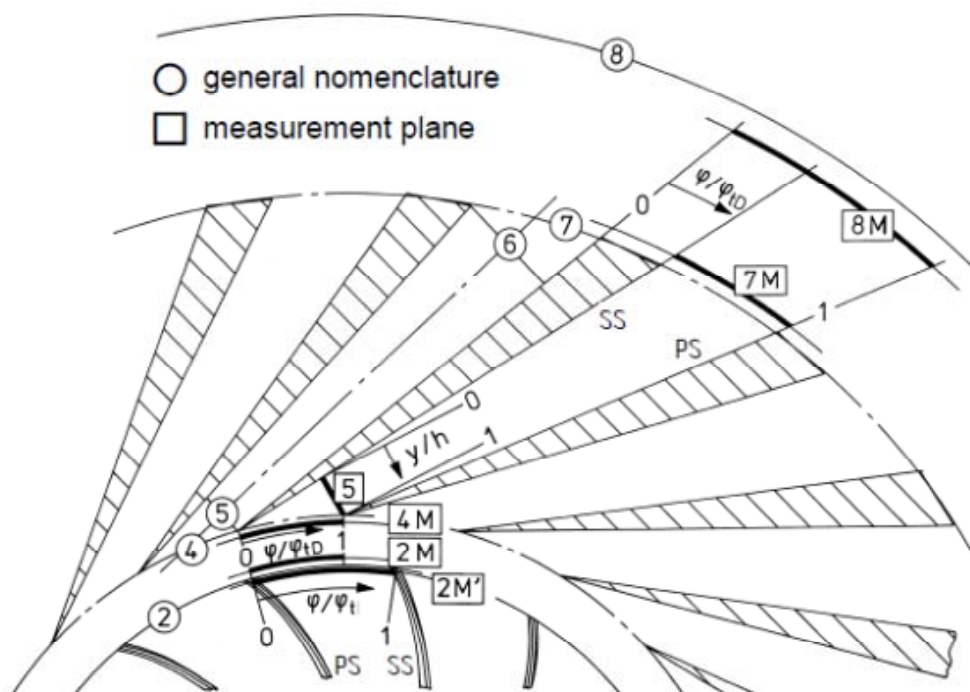 8
general nomenclature
measurement plane
φ/φtD
0
7
8M
6
7M
SS
1
PS
0
y/h
1
5
5
4M
4
0 φ/φtD 1
2M
2M'
2
φ/φt
0
1
PS
SS